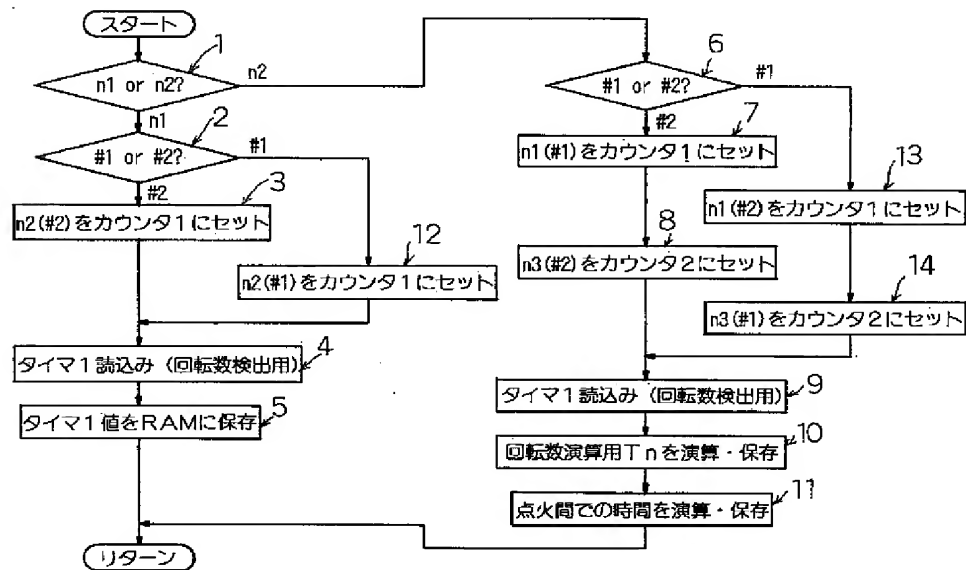 スタート
1
n1 or n2?
n2
n1
2
#1 or #2?
#1
#2
3
n2(#2)をカウンタ1にセット
12
n2(#1)をカウンタ1にセット
4
タイマ1読込み(回転数検出用)
5
タイマ1値をRAMに保存
リターン
6
#1 or #2?
#1
#2
7
n1(#1)をカウンタ1にセット
13
n1(#2)をカウンタ1にセット
8
n3(#2)をカウンタ2にセット
14
n3(#1)をカウンタ2にセット
9
タイマ1読込み(回転数検出用)
10
回転数演算用Tnを演算・保存
11
点火間での時間を演算・保存